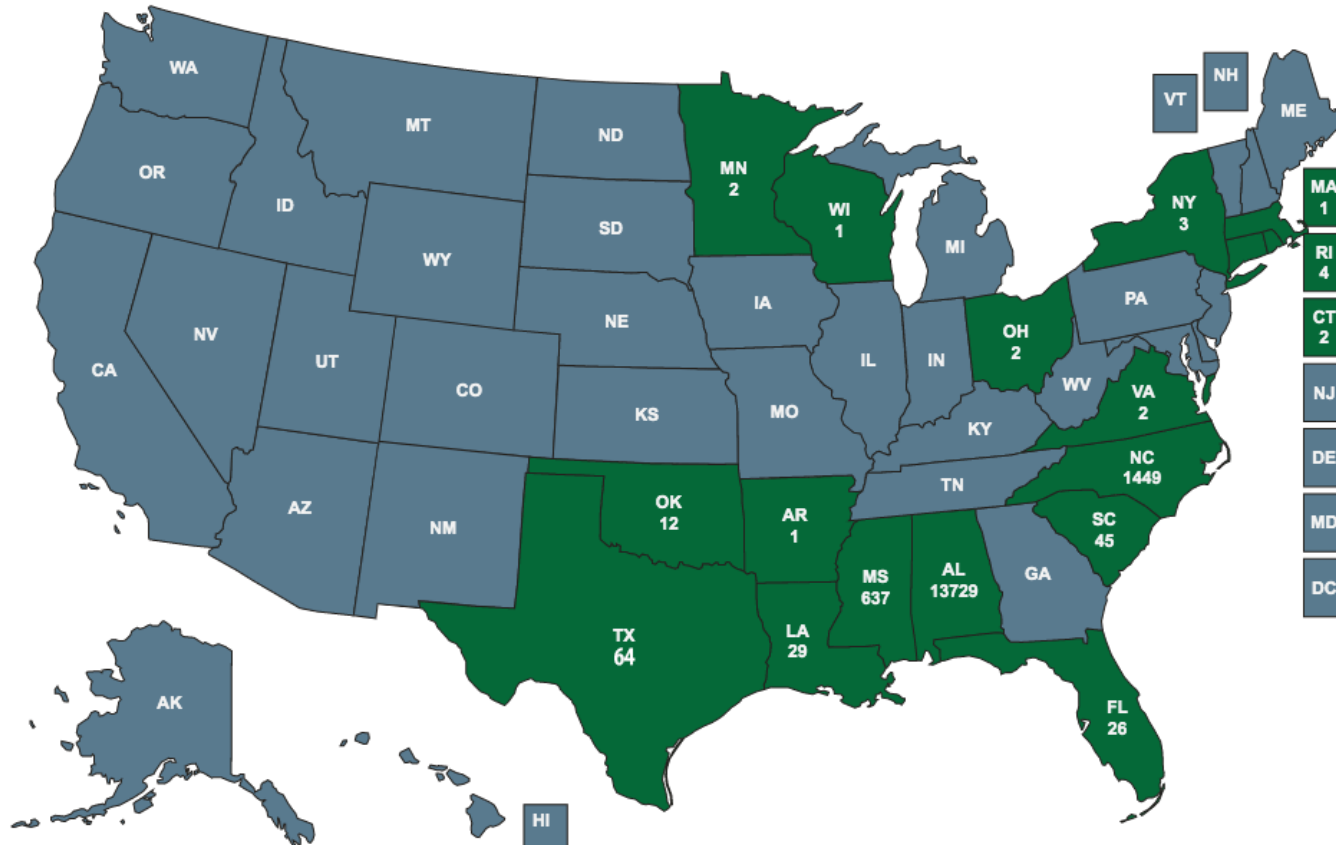 WA
MT
ND
MN
2
OR
ID
SD
WI
1
WY
MI
VT
NH
ME
NY
3
MA
1
RI
4
CT
2
NJ
DE
MD
DC
CA
NV
UT
CO
NE
IA
KS
MO
IL
IN
OH
2
PA
WV
VA
2
KY
NC
1449
TN
SC
45
AZ
NM
OK
12
AR
1
MS
637
AL
13729
GA
TX
64
LA
29
FL
26
AK
HI